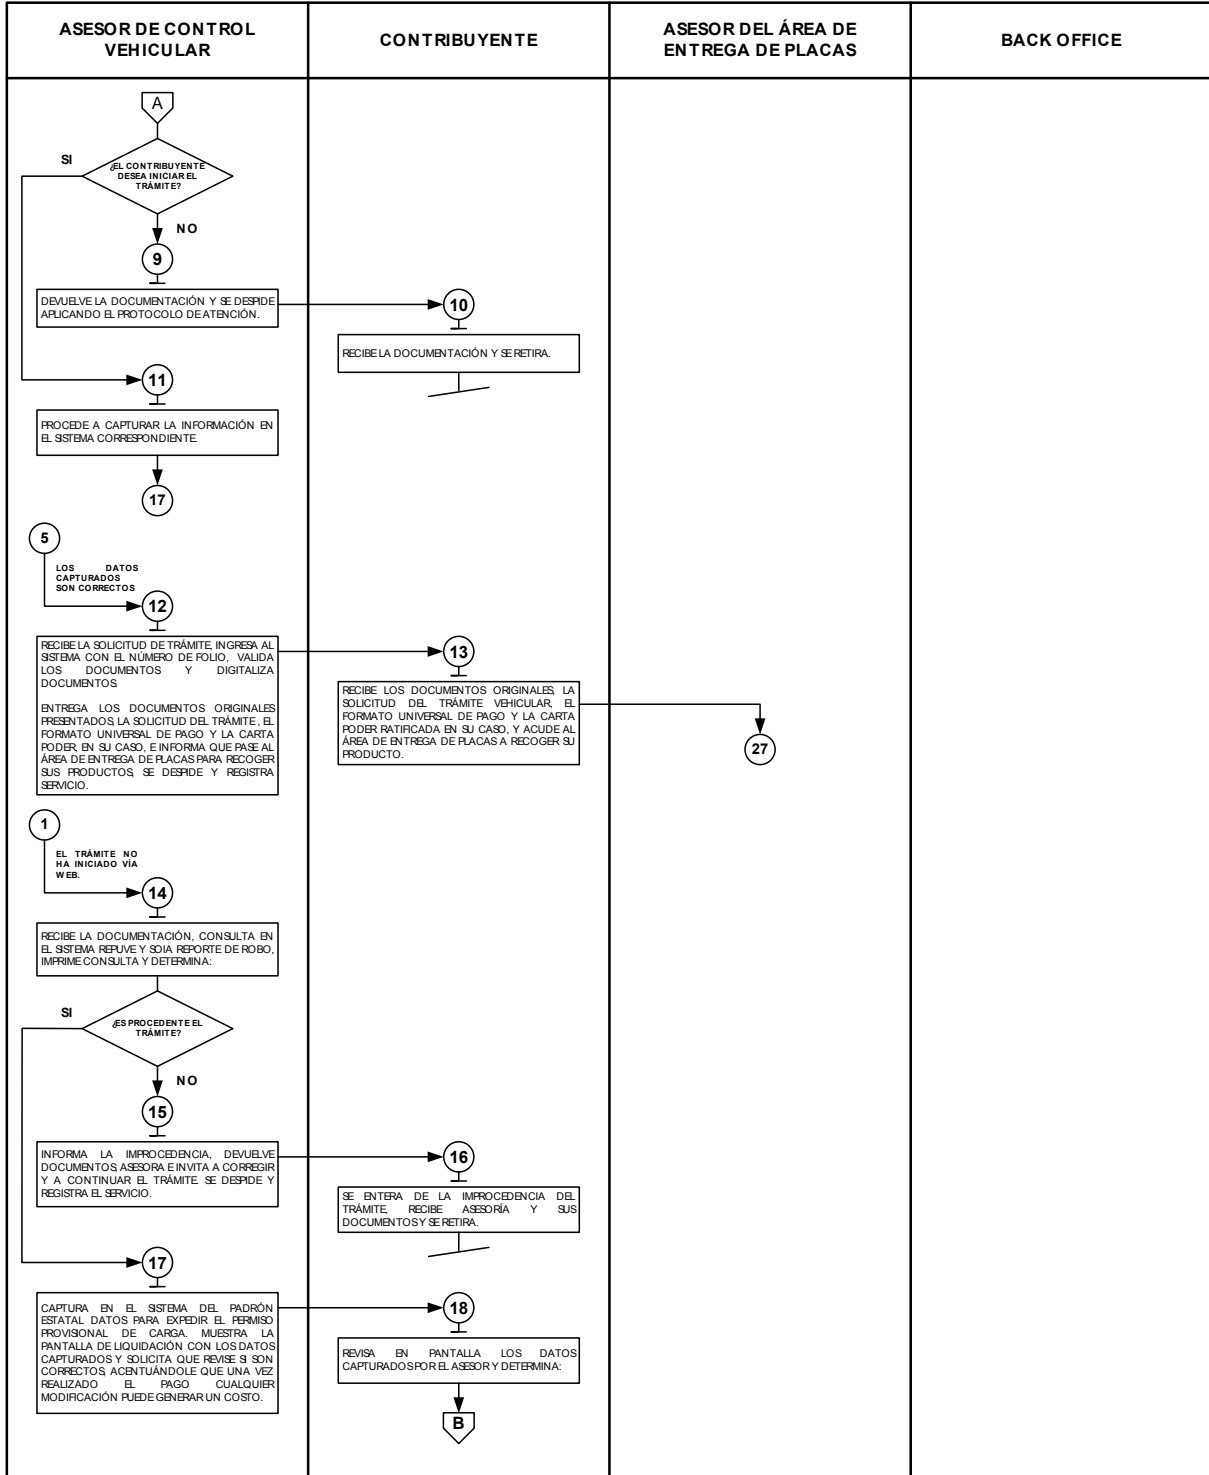 ASESOR DE CONTROL
VEHICULAR
CONTRIBUYENTE
ASESOR DEL ÁREA DE
ENTREGA DE PLACAS
BACK OFFICE
A
SI
¿EL CONTRIBUYENTE
DESEA INICIAR EL
TRÁMITE?
NO
9
DEVUELVE LA DOCUMENTACIÓN Y SE DESPIDE
APLICANDO EL PROTOCOLO DE ATENCIÓN.
10
RECIBE LA DOCUMENTACIÓN Y SE RETIRA.
11
PROCEDE A CAPTURAR LA INFORMACIÓN EN
EL SISTEMA CORRESPONDIENTE.
17
5
LOS DATOS
CAPTURADOS
SON CORRECTOS
12
RECIBE LA SOLICITUD DE TRÁMITE, INGRESA AL
SISTEMA CON EL NÚMERO DE FOLIO, VALIDA
LOS DOCUMENTOS Y DIGITALIZA
DOCUMENTOS.
ENTREGA LOS DOCUMENTOS ORIGINALES
PRESENTADOS, LA SOLICITUD DEL TRÁMITE, EL
FORMATO UNIVERSAL DE PAGO Y LA CARTA
PODER, EN SU CASO, E INFORMA QUE PASE AL
ÁREA DE ENTREGA DE PLACAS PARA RECOGER
SUS PRODUCTOS, SE DESPIDE Y REGISTRA
SERVICIO.
13
RECIBE LOS DOCUMENTOS ORIGINALES, LA
SOLICITUD DEL TRÁMITE VEHICULAR, EL
FORMATO UNIVERSAL DE PAGO Y LA CARTA
PODER RATIFICADA EN SU CASO, Y ACUDE AL
ÁREA DE ENTREGA DE PLACAS A RECOGER SU
PRODUCTO.
27
1
EL TRÁMITE NO
HA INICIADO VÍA
WEB.
14
RECIBE LA DOCUMENTACIÓN, CONSULTA EN
EL SISTEMA REPUVE Y SOIA REPORTE DE ROBO,
IMPRIME CONSULTA Y DETERMINA:
SI
¿ES PROCEDENTE EL
TRÁMITE?
NO
15
INFORMA LA IMPROCEDENCIA, DEVUELVE
DOCUMENTOS, ASESORA E INVITA A CORREGIR
Y A CONTINUAR EL TRÁMITE. SE DESPIDE Y
REGISTRA EL SERVICIO.
16
SE ENTERA DE LA IMPROCEDENCIA DEL
TRÁMITE, RECIBE ASESORÍA Y SUS
DOCUMENTOS Y SE RETIRA.
17
CAPTURA EN EL SISTEMA DEL PADRÓN
ESTATAL DATOS PARA EXPEDIR EL PERMISO
PROVISIONAL DE CARGA. MUESTRA LA
PANTALLA DE LIQUIDACIÓN CON LOS DATOS
CAPTURADOS Y SOLICITA QUE REVISE SI SON
CORRECTOS, ACENTUÁNDOLE QUE UNA VEZ
REALIZADO EL PAGO CUALQUIER
MODIFICACIÓN PUEDE GENERAR UN COSTO.
18
REVISA EN PANTALLA LOS DATOS
CAPTURADOS POR EL ASESOR Y DETERMINA:
B